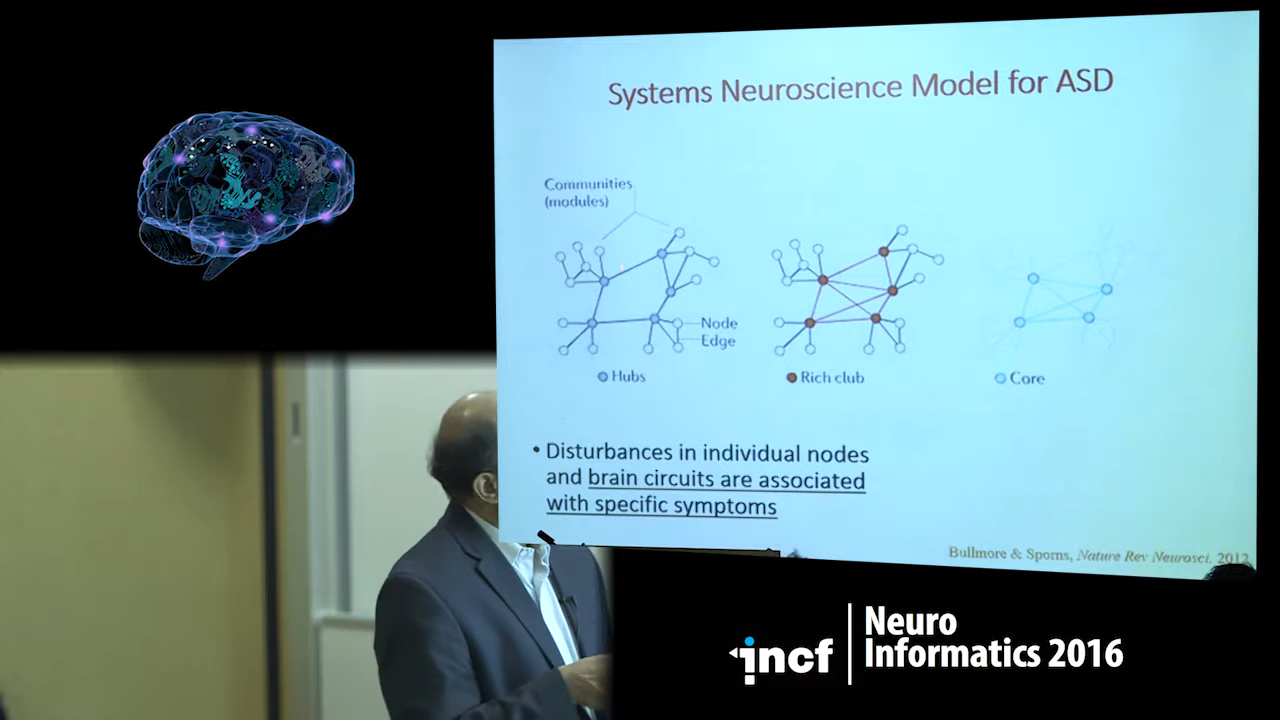 Systems Neuroscience Model for ASD
Communities
(modules)
Node
Edge
Hubs
Rich club
Core
• Disturbances in individual nodes
and brain circuits are associated
with specific symptoms
Bullmore & Sporns, Nature Rev Neurosci. 2012
incf
Neuro
Informatics 2016